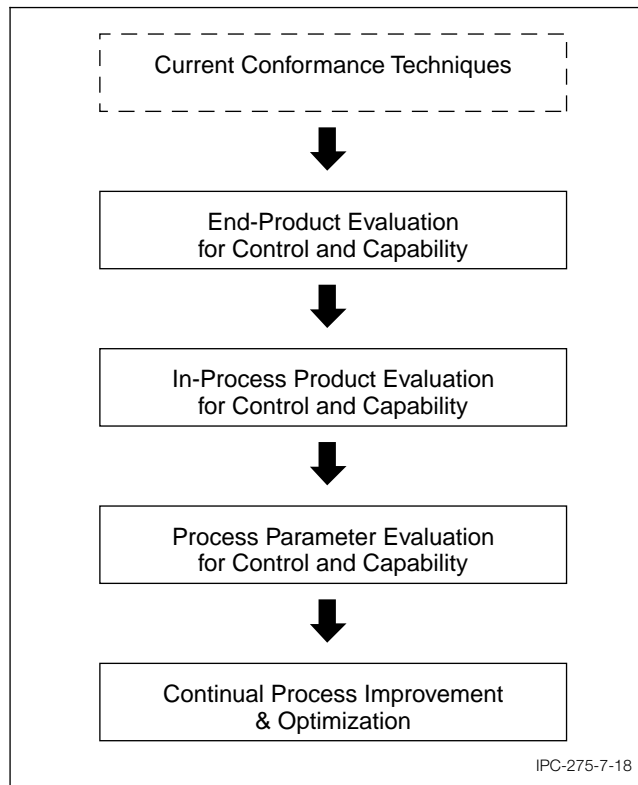 Current Conformance Techniques
End-Product Evaluation
for Control and Capability
In-Process Product Evaluation
for Control and Capability
Process Parameter Evaluation
for Control and Capability
Continual Process Improvement
& Optimization
IPC-275-7-18